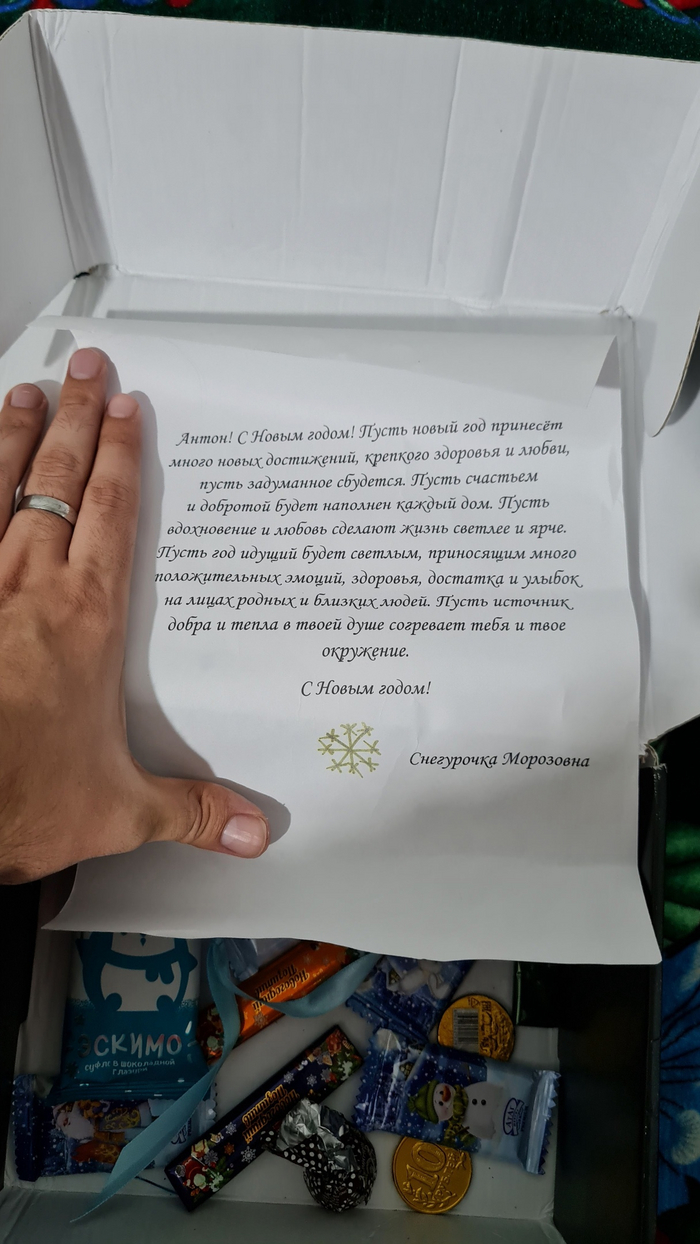 Антон! С Новым годом! Пусть новый год принесёт
много новых достижений, крепкого здоровья и любви,
пусть задуманное сбудется. Пусть счастьем
и добротой будет наполнен каждый дом. Пусть
вдохновение и любовь сделают жизнь светлее и ярче.
Пусть год идущий будет светлым, приносящим много
положительных эмоций, здоровья, достатка и улыбок
на лицах родных и близких людей. Пусть источник
добра и тепла в твоей душе согревает тебя и твое
окружение.
С Новым годом!
Снегурочка Морозовна
ЭСКИМО
суфле в шоколадной
глазури
Новогодний
10